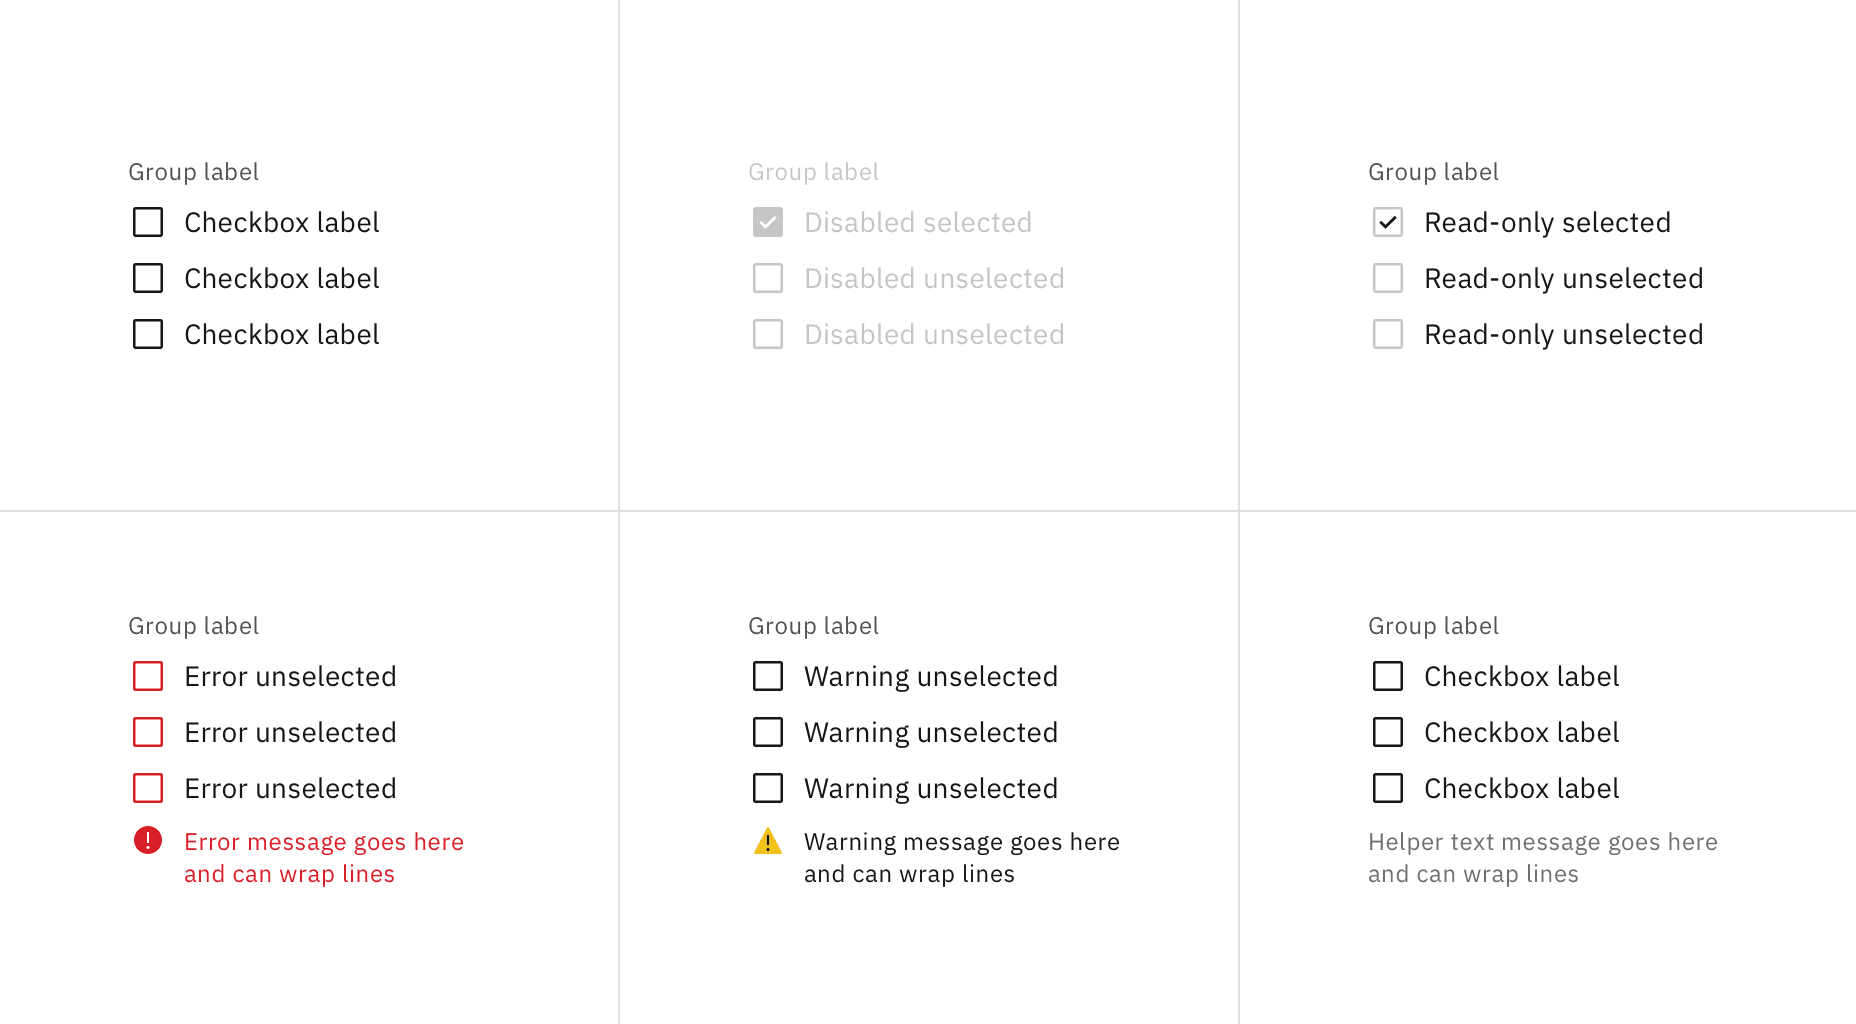 Group label
Checkbox label
Checkbox label
Checkbox label
Group label
Disabled selected
Disabled unselected
Disabled unselected
Group label
Read-only selected
Read-only unselected
Read-only unselected
Group label
Error unselected
Error unselected
Error unselected
Error message goes here
and can wrap lines
Group label
Warning unselected
Warning unselected
Warning unselected
Warning message goes here
and can wrap lines
Group label
Checkbox label
Checkbox label
Checkbox label
Helper text message goes here
and can wrap lines